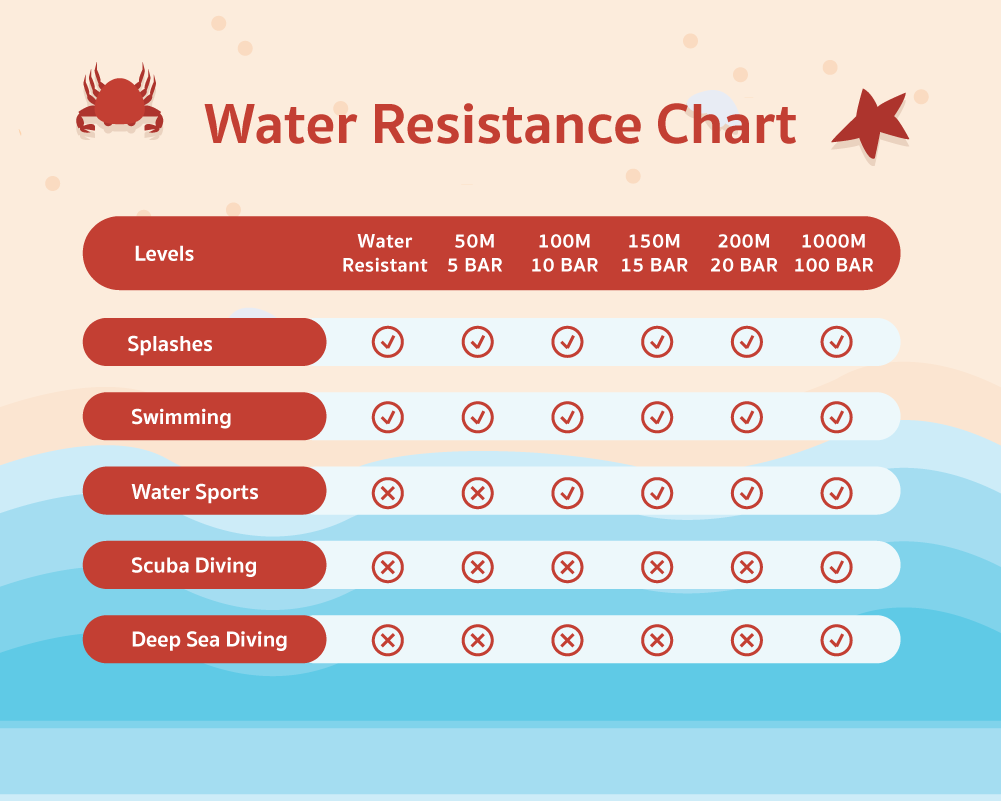 Water Resistance Chart
Levels
Water Resistant
50M 5 BAR
100M 10 BAR
150M 15 BAR
200M 20 BAR
1000M 100 BAR
Splashes
Swimming
Water Sports
Scuba Diving
Deep Sea Diving